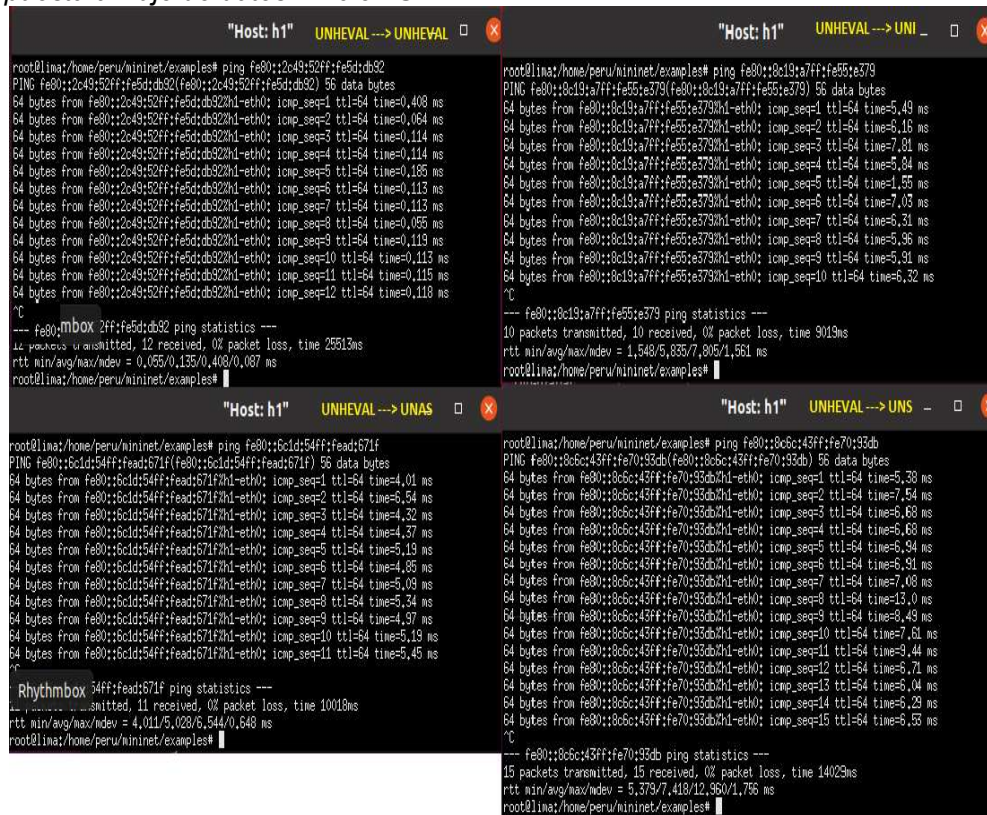 "Host: h1" UNHEVAL ---> UNHEVAL
root@lima:/home/peru/mininet/examples# ping fe80::2c49:52ff:fe5d:db92
PING fe80::2c49:52ff:fe5d:db92(fe80::2c49:52ff:fe5d:db92) 56 data bytes
64 bytes from fe80::2c49:52ff:fe5d:db92%h1-eth0: icmp_seq=1 ttl=64 time=0.408 ms
64 bytes from fe80::2c49:52ff:fe5d:db92%h1-eth0: icmp_seq=2 ttl=64 time=0.064 ms
64 bytes from fe80::2c49:52ff:fe5d:db92%h1-eth0: icmp_seq=3 ttl=64 time=0.114 ms
64 bytes from fe80::2c49:52ff:fe5d:db92%h1-eth0: icmp_seq=4 ttl=64 time=0.114 ms
64 bytes from fe80::2c49:52ff:fe5d:db92%h1-eth0: icmp_seq=5 ttl=64 time=0.185 ms
64 bytes from fe80::2c49:52ff:fe5d:db92%h1-eth0: icmp_seq=6 ttl=64 time=0.113 ms
64 bytes from fe80::2c49:52ff:fe5d:db92%h1-eth0: icmp_seq=7 ttl=64 time=0.113 ms
64 bytes from fe80::2c49:52ff:fe5d:db92%h1-eth0: icmp_seq=8 ttl=64 time=0.055 ms
64 bytes from fe80::2c49:52ff:fe5d:db92%h1-eth0: icmp_seq=9 ttl=64 time=0.119 ms
64 bytes from fe80::2c49:52ff:fe5d:db92%h1-eth0: icmp_seq=10 ttl=64 time=0.113 ms
64 bytes from fe80::2c49:52ff:fe5d:db92%h1-eth0: icmp_seq=11 ttl=64 time=0.115 ms
64 bytes from fe80::2c49:52ff:fe5d:db92%h1-eth0: icmp_seq=12 ttl=64 time=0.118 ms
^C
--- fe80: mbox 2ff:fe5d:db92 ping statistics ---
12 packets transmitted, 12 received, 0% packet loss, time 25513ms
rtt min/avg/max/mdev = 0.055/0.135/0.408/0.087 ms
root@lima:/home/peru/mininet/examples#
"Host: h1" UNHEVAL ---> UNI
root@lima:/home/peru/mininet/examples# ping fe80::8c19:a7ff:fe55:e379
PING fe80::8c19:a7ff:fe55:e379(fe80::8c19:a7ff:fe55:e379) 56 data bytes
64 bytes from fe80::8c19:a7ff:fe55:e379%h1-eth0: icmp_seq=1 ttl=64 time=5.49 ms
64 bytes from fe80::8c19:a7ff:fe55:e379%h1-eth0: icmp_seq=2 ttl=64 time=6.16 ms
64 bytes from fe80::8c19:a7ff:fe55:e379%h1-eth0: icmp_seq=3 ttl=64 time=7.81 ms
64 bytes from fe80::8c19:a7ff:fe55:e379%h1-eth0: icmp_seq=4 ttl=64 time=5.84 ms
64 bytes from fe80::8c19:a7ff:fe55:e379%h1-eth0: icmp_seq=5 ttl=64 time=1.55 ms
64 bytes from fe80::8c19:a7ff:fe55:e379%h1-eth0: icmp_seq=6 ttl=64 time=7.03 ms
64 bytes from fe80::8c19:a7ff:fe55:e379%h1-eth0: icmp_seq=7 ttl=64 time=6.31 ms
64 bytes from fe80::8c19:a7ff:fe55:e379%h1-eth0: icmp_seq=8 ttl=64 time=5.96 ms
64 bytes from fe80::8c19:a7ff:fe55:e379%h1-eth0: icmp_seq=9 ttl=64 time=5.91 ms
64 bytes from fe80::8c19:a7ff:fe55:e379%h1-eth0: icmp_seq=10 ttl=64 time=6.32 ms
^C
--- fe80::8c19:a7ff:fe55:e379 ping statistics ---
10 packets transmitted, 10 received, 0% packet loss, time 9019ms
rtt min/avg/max/mdev = 1.548/5.835/7.805/1.561 ms
root@lima:/home/peru/mininet/examples#
"Host: h1" UNHEVAL ---> UNAS
root@lima:/home/peru/mininet/examples# ping fe80::6c1d:54ff:fead:671f
PING fe80::6c1d:54ff:fead:671f(fe80::6c1d:54ff:fead:671f) 56 data bytes
64 bytes from fe80::6c1d:54ff:fead:671f%h1-eth0: icmp_seq=1 ttl=64 time=4.01 ms
64 bytes from fe80::6c1d:54ff:fead:671f%h1-eth0: icmp_seq=2 ttl=64 time=6.54 ms
64 bytes from fe80::6c1d:54ff:fead:671f%h1-eth0: icmp_seq=3 ttl=64 time=4.32 ms
64 bytes from fe80::6c1d:54ff:fead:671f%h1-eth0: icmp_seq=4 ttl=64 time=4.37 ms
64 bytes from fe80::6c1d:54ff:fead:671f%h1-eth0: icmp_seq=5 ttl=64 time=5.19 ms
64 bytes from fe80::6c1d:54ff:fead:671f%h1-eth0: icmp_seq=6 ttl=64 time=4.85 ms
64 bytes from fe80::6c1d:54ff:fead:671f%h1-eth0: icmp_seq=7 ttl=64 time=5.09 ms
64 bytes from fe80::6c1d:54ff:fead:671f%h1-eth0: icmp_seq=8 ttl=64 time=5.34 ms
64 bytes from fe80::6c1d:54ff:fead:671f%h1-eth0: icmp_seq=9 ttl=64 time=4.97 ms
64 bytes from fe80::6c1d:54ff:fead:671f%h1-eth0: icmp_seq=10 ttl=64 time=5.19 ms
64 bytes from fe80::6c1d:54ff:fead:671f%h1-eth0: icmp_seq=11 ttl=64 time=5.45 ms
^C
Rhythmbox 54ff:fead:671f ping statistics ---
smitted, 11 received, 0% packet loss, time 10018ms
rtt min/avg/max/mdev = 4.011/5.028/6.544/0.648 ms
root@lima:/home/peru/mininet/examples#
"Host: h1" UNHEVAL ---> UNS
root@lima:/home/peru/mininet/examples# ping fe80::8c6c:43ff:fe70:93db
PING fe80::8c6c:43ff:fe70:93db(fe80::8c6c:43ff:fe70:93db) 56 data bytes
64 bytes from fe80::8c6c:43ff:fe70:93db%h1-eth0: icmp_seq=1 ttl=64 time=5.38 ms
64 bytes from fe80::8c6c:43ff:fe70:93db%h1-eth0: icmp_seq=2 ttl=64 time=7.54 ms
64 bytes from fe80::8c6c:43ff:fe70:93db%h1-eth0: icmp_seq=3 ttl=64 time=6.68 ms
64 bytes from fe80::8c6c:43ff:fe70:93db%h1-eth0: icmp_seq=4 ttl=64 time=6.68 ms
64 bytes from fe80::8c6c:43ff:fe70:93db%h1-eth0: icmp_seq=5 ttl=64 time=6.94 ms
64 bytes from fe80::8c6c:43ff:fe70:93db%h1-eth0: icmp_seq=6 ttl=64 time=6.91 ms
64 bytes from fe80::8c6c:43ff:fe70:93db%h1-eth0: icmp_seq=7 ttl=64 time=7.08 ms
64 bytes from fe80::8c6c:43ff:fe70:93db%h1-eth0: icmp_seq=8 ttl=64 time=13.0 ms
64 bytes from fe80::8c6c:43ff:fe70:93db%h1-eth0: icmp_seq=9 ttl=64 time=8.49 ms
64 bytes from fe80::8c6c:43ff:fe70:93db%h1-eth0: icmp_seq=10 ttl=64 time=7.61 ms
64 bytes from fe80::8c6c:43ff:fe70:93db%h1-eth0: icmp_seq=11 ttl=64 time=9.44 ms
64 bytes from fe80::8c6c:43ff:fe70:93db%h1-eth0: icmp_seq=12 ttl=64 time=6.71 ms
64 bytes from fe80::8c6c:43ff:fe70:93db%h1-eth0: icmp_seq=13 ttl=64 time=6.04 ms
64 bytes from fe80::8c6c:43ff:fe70:93db%h1-eth0: icmp_seq=14 ttl=64 time=6.29 ms
64 bytes from fe80::8c6c:43ff:fe70:93db%h1-eth0: icmp_seq=15 ttl=64 time=6.53 ms
^C
--- fe80::8c6c:43ff:fe70:93db ping statistics ---
15 packets transmitted, 15 received, 0% packet loss, time 14029ms
rtt min/avg/max/mdev = 5.379/7.418/12.960/1.756 ms
root@lima:/home/peru/mininet/examples#